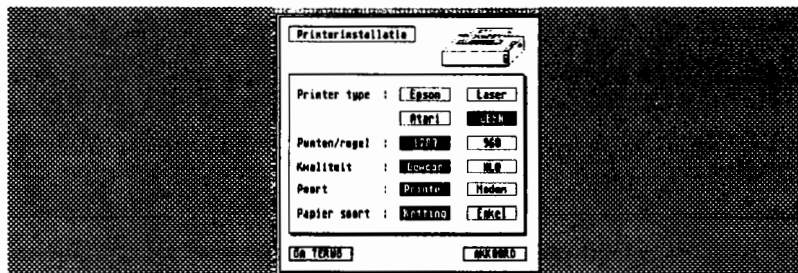 Printerinstallatie
Printer type : Epson Laser
Atari
Punten/regel : 960
Kwaliteit : NLQ
Poort : Printer Modem
Papier soort : Ketting Enkel
GA TERUG AKKOORD